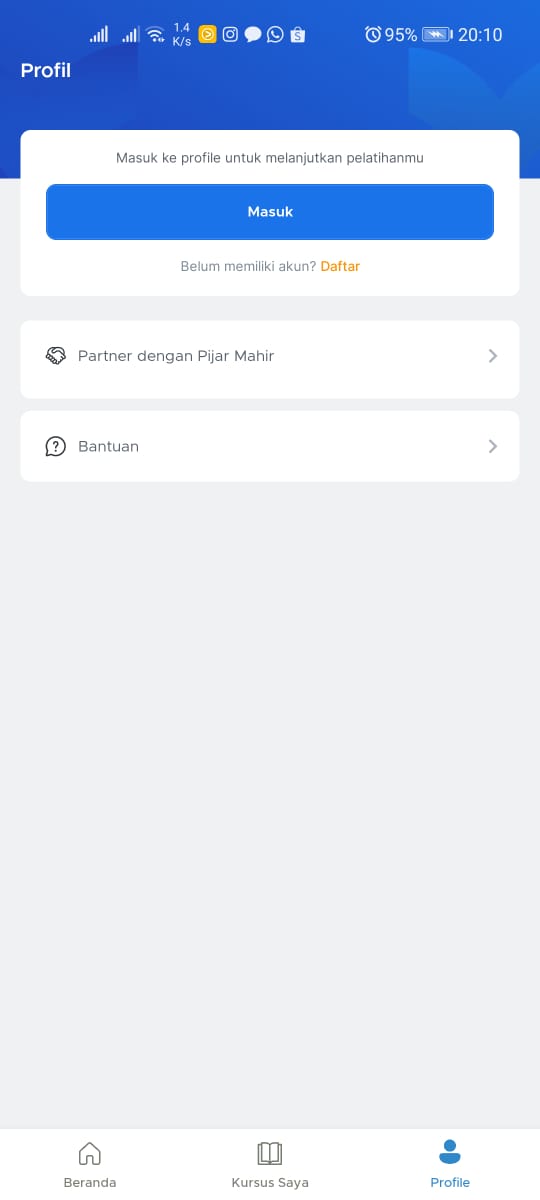 1.4
K/s
95%
20:10
Profil
Masuk ke profile untuk melanjutkan pelatihanmu
Masuk
Belum memiliki akun? Daftar
Partner dengan Pijar Mahir
Bantuan
Beranda
Kursus Saya
Profile